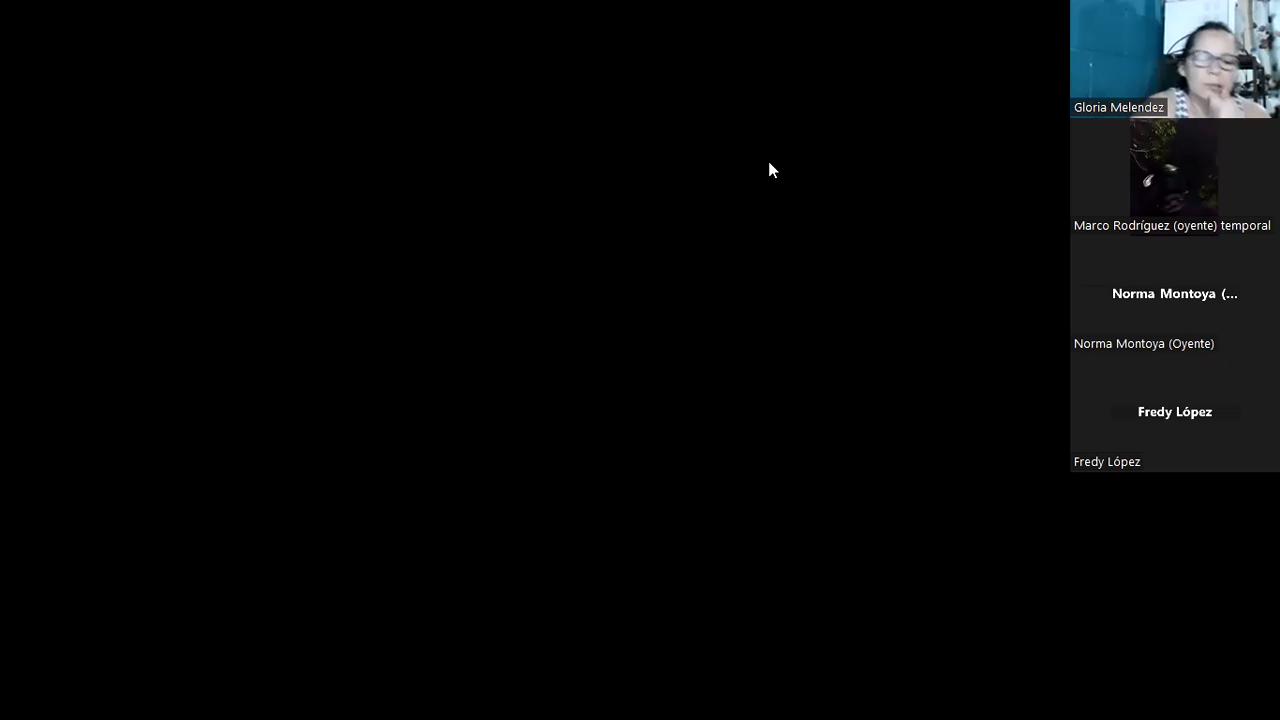 Gloria Melendez
Marco Rodríguez (oyente) temporal
Norma Montoya (...
Norma Montoya (Oyente)
Fredy López
Fredy López